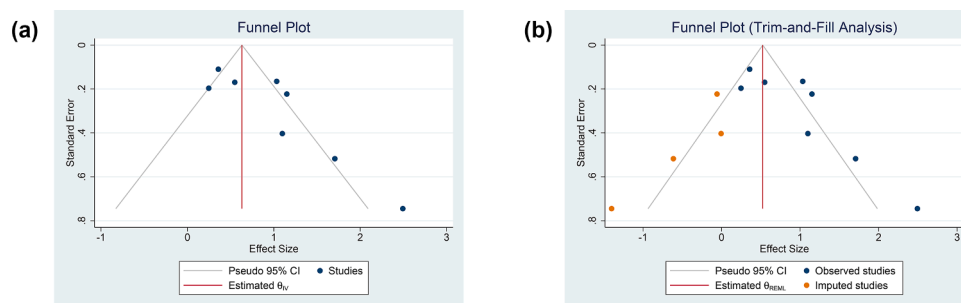 (a)
Funnel Plot
Standard Error
0
.2
.4
.6
.8
-1
0
1
2
3
Effect Size
Pseudo 95% CI
Studies
Estimated θIV
(b)
Funnel Plot (Trim-and-Fill Analysis)
Standard Error
0
.2
.4
.6
.8
-1
0
1
2
3
Effect Size
Pseudo 95% CI
Observed studies
Estimated θREML
Imputed studies